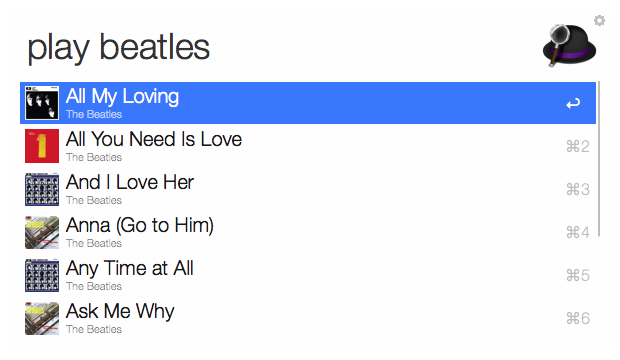 play beatles
All My Loving
The Beatles
↩
All You Need Is Love
The Beatles
⌘2
And I Love Her
The Beatles
⌘3
Anna (Go to Him)
The Beatles
⌘4
Any Time at All
The Beatles
⌘5
Ask Me Why
The Beatles
⌘6